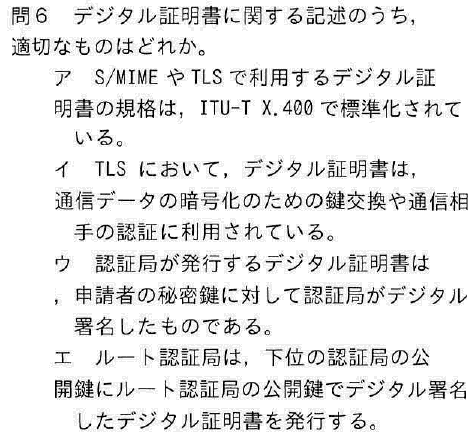 問６　デジタル証明書に関する記述のうち，
適切なものはどれか。
ア　S/MIME や TLS で利用するデジタル証
明書の規格は，ITU-T X.400 で標準化されて
いる。
イ　TLS において，デジタル証明書は，
通信データの暗号化のための鍵交換や通信相
手の認証に利用されている。
ウ　認証局が発行するデジタル証明書は
，申請者の秘密鍵に対して認証局がデジタル
署名したものである。
エ　ルート認証局は，下位の認証局の公
開鍵にルート認証局の公開鍵でデジタル署名
したデジタル証明書を発行する。